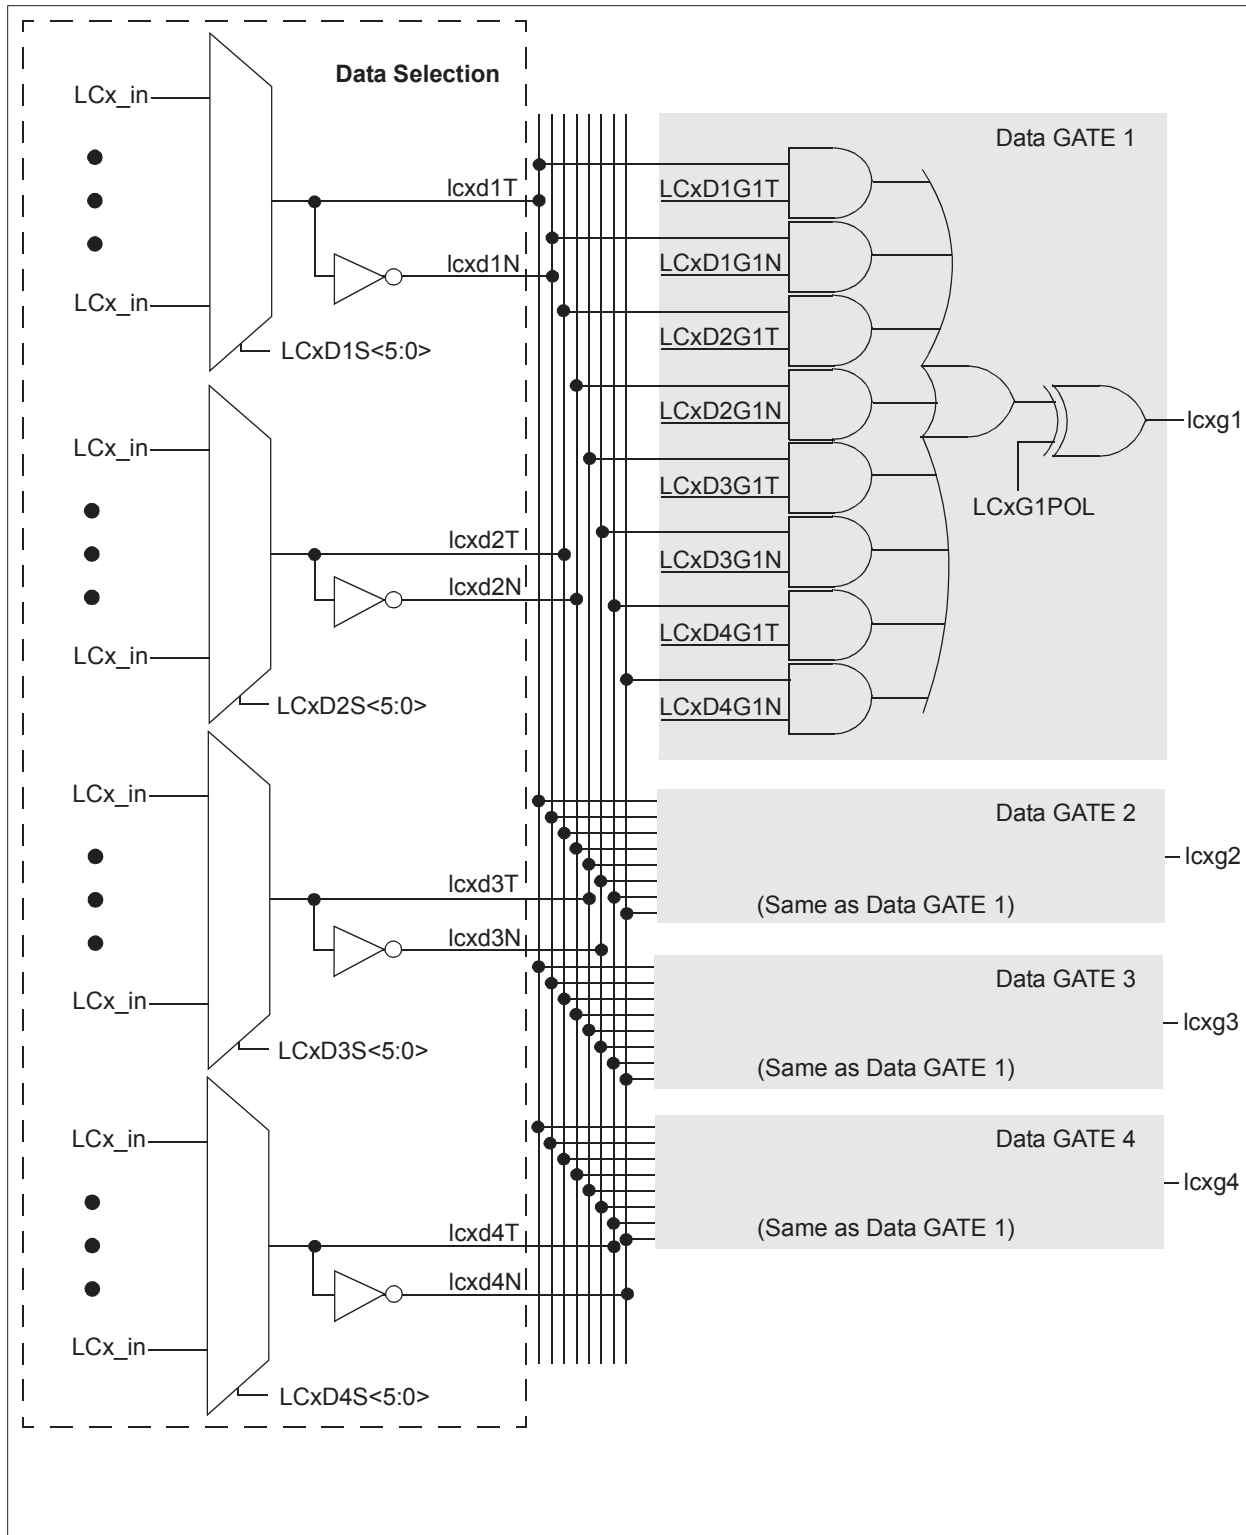 Data Selection
LCx_in
LCx_in
LCxD1S<5:0>
lcxd1T
lcxd1N
LCx_in
LCx_in
LCxD2S<5:0>
lcxd2T
lcxd2N
LCx_in
LCx_in
LCxD3S<5:0>
lcxd3T
lcxd3N
LCx_in
LCx_in
LCxD4S<5:0>
lcxd4T
lcxd4N
Data GATE 1
LCxD1G1T
LCxD1G1N
LCxD2G1T
LCxD2G1N
LCxD3G1T
LCxD3G1N
LCxD4G1T
LCxD4G1N
LCxG1POL
lcxg1
Data GATE 2
(Same as Data GATE 1)
lcxg2
Data GATE 3
(Same as Data GATE 1)
lcxg3
Data GATE 4
(Same as Data GATE 1)
lcxg4